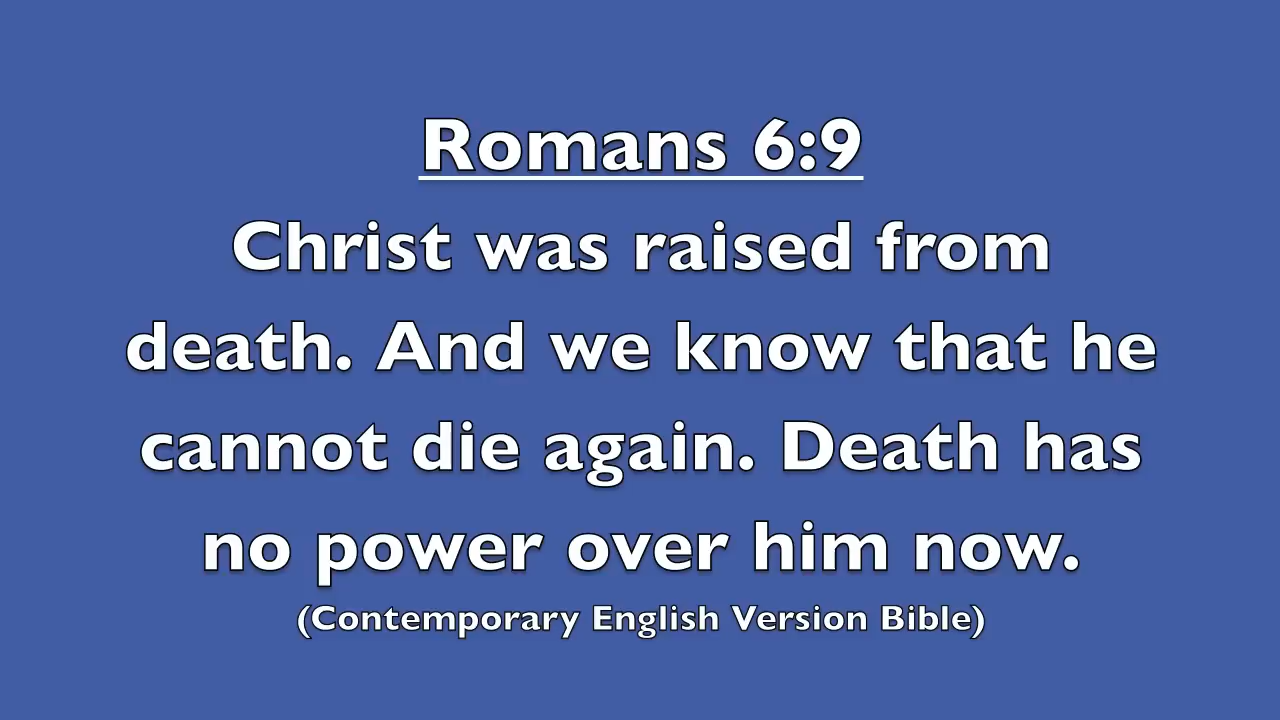 Romans 6:9
Christ was raised from
death. And we know that he
cannot die again. Death has
no power over him now.
(Contemporary English Version Bible)